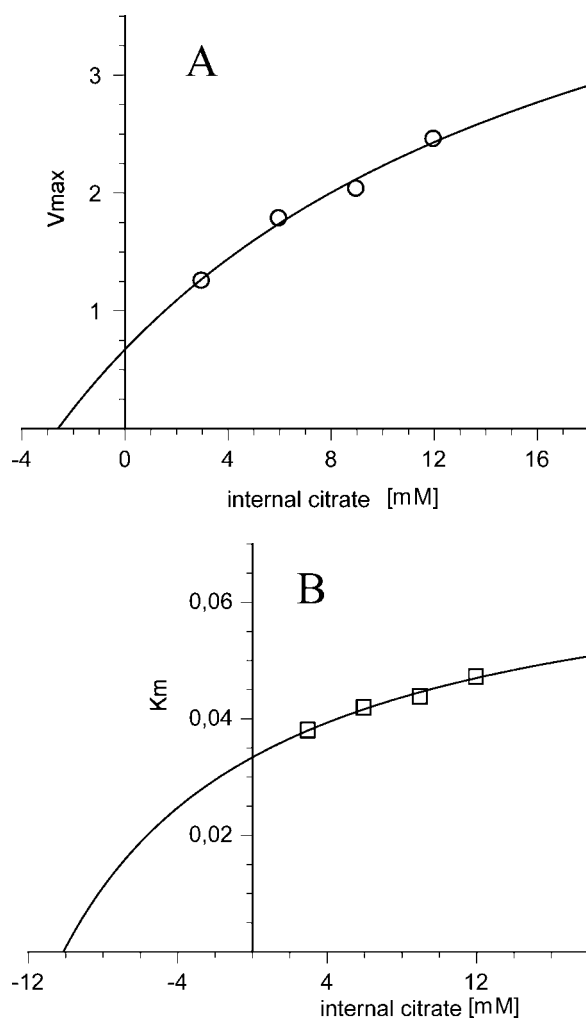 A
3
2
1
Vmax
-4 0 4 8 12 16
internal citrate [mM]
B
0,06
0,04
0,02
Km
-12 -4 4 12
internal citrate [mM]